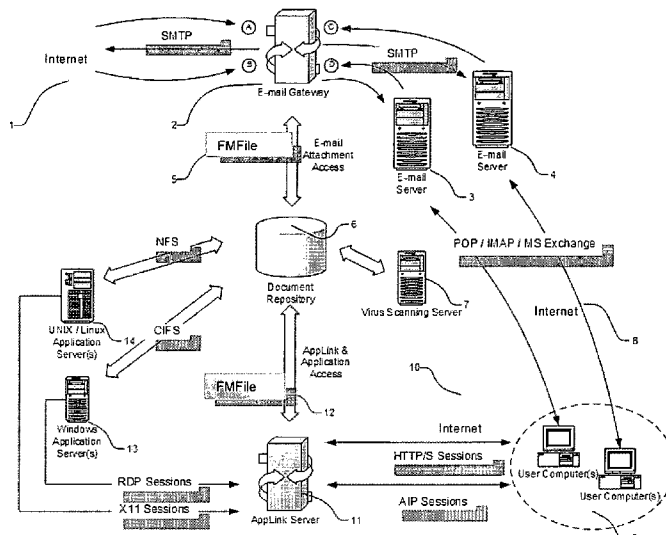 A
C
SMTP
Internet
SMTP
B
D
E-mail Gateway
1
2
FMFile
E-mail
Attachment
Access
5
E-mail
Server
4
E-mail
Server
3
6
NFS
POP / IMAP / MS Exchange
Document
Repository
Virus Scanning Server
7
Internet
8
UNIX / Linux
Application
Server(s)
14
CIFS
AppLink &
Application
Access
10
FMFile
12
Windows
Application
Server(s)
13
Internet
HTTP/S Sessions
User Computer(s)
User Computer(s)
RDP Sessions
X11 Sessions
AppLink Server
11
AIP Sessions